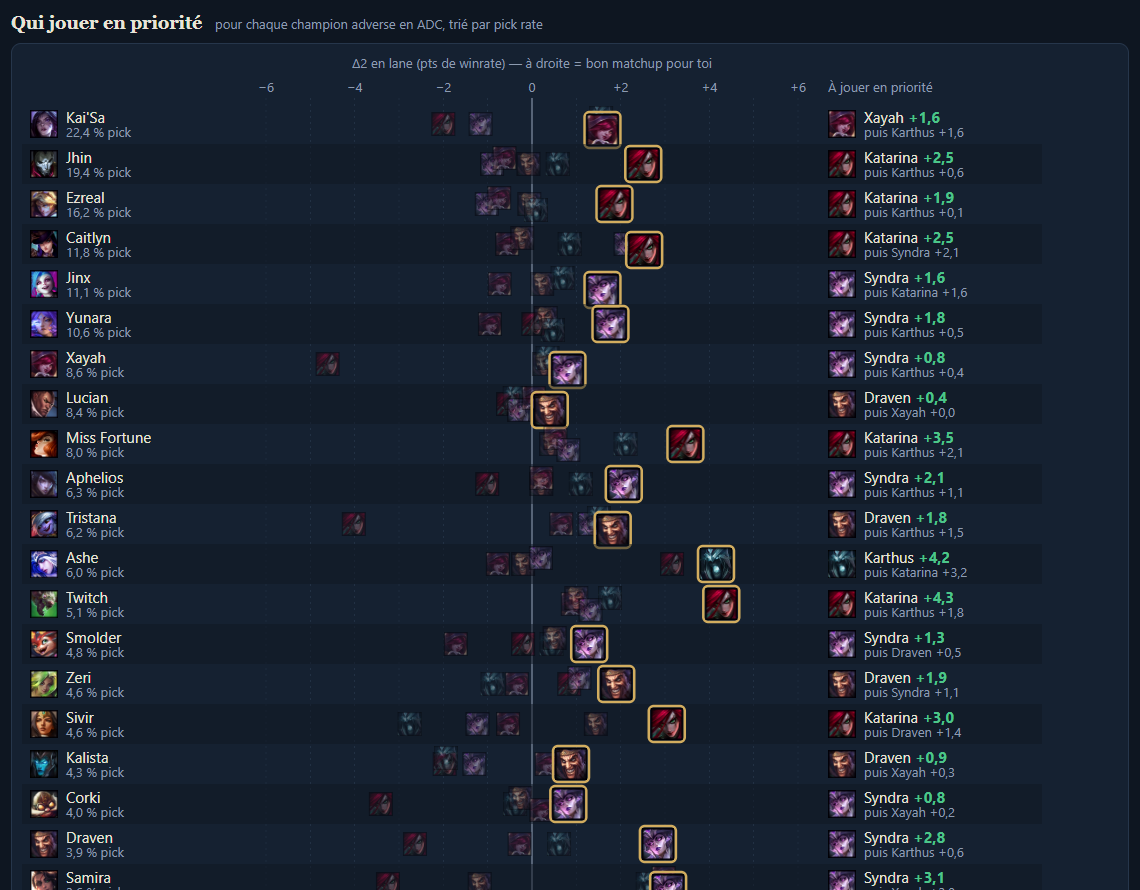 Qui jouer en priorité pour chaque champion adverse en ADC, trié par pick rate
Δ2 en lane (pts de winrate) — à droite = bon matchup pour toi
−6 −4 −2 0 +2 +4 +6 À jouer en priorité
Kai'Sa Xayah +1,6
22,4 % pick puis Karthus +1,6
Jhin Katarina +2,5
19,4 % pick puis Karthus +0,6
Ezreal Katarina +1,9
16,2 % pick puis Karthus +0,1
Caitlyn Katarina +2,5
11,8 % pick puis Syndra +2,1
Jinx Syndra +1,6
11,1 % pick puis Katarina +1,6
Yunara Syndra +1,8
10,6 % pick puis Karthus +0,5
Xayah Syndra +0,8
8,6 % pick puis Karthus +0,4
Lucian Draven +0,4
8,4 % pick puis Xayah +0,0
Miss Fortune Katarina +3,5
8,0 % pick puis Karthus +2,1
Aphelios Syndra +2,1
6,3 % pick puis Karthus +1,1
Tristana Draven +1,8
6,2 % pick puis Karthus +1,5
Ashe Karthus +4,2
6,0 % pick puis Katarina +3,2
Twitch Katarina +4,3
5,1 % pick puis Karthus +1,8
Smolder Syndra +1,3
4,8 % pick puis Draven +0,5
Zeri Draven +1,9
4,6 % pick puis Syndra +1,1
Sivir Katarina +3,0
4,6 % pick puis Draven +1,4
Kalista Draven +0,9
4,3 % pick puis Xayah +0,3
Corki Syndra +0,8
4,0 % pick puis Xayah +0,2
Draven Syndra +2,8
3,9 % pick puis Karthus +0,6
Samira Syndra +3,1